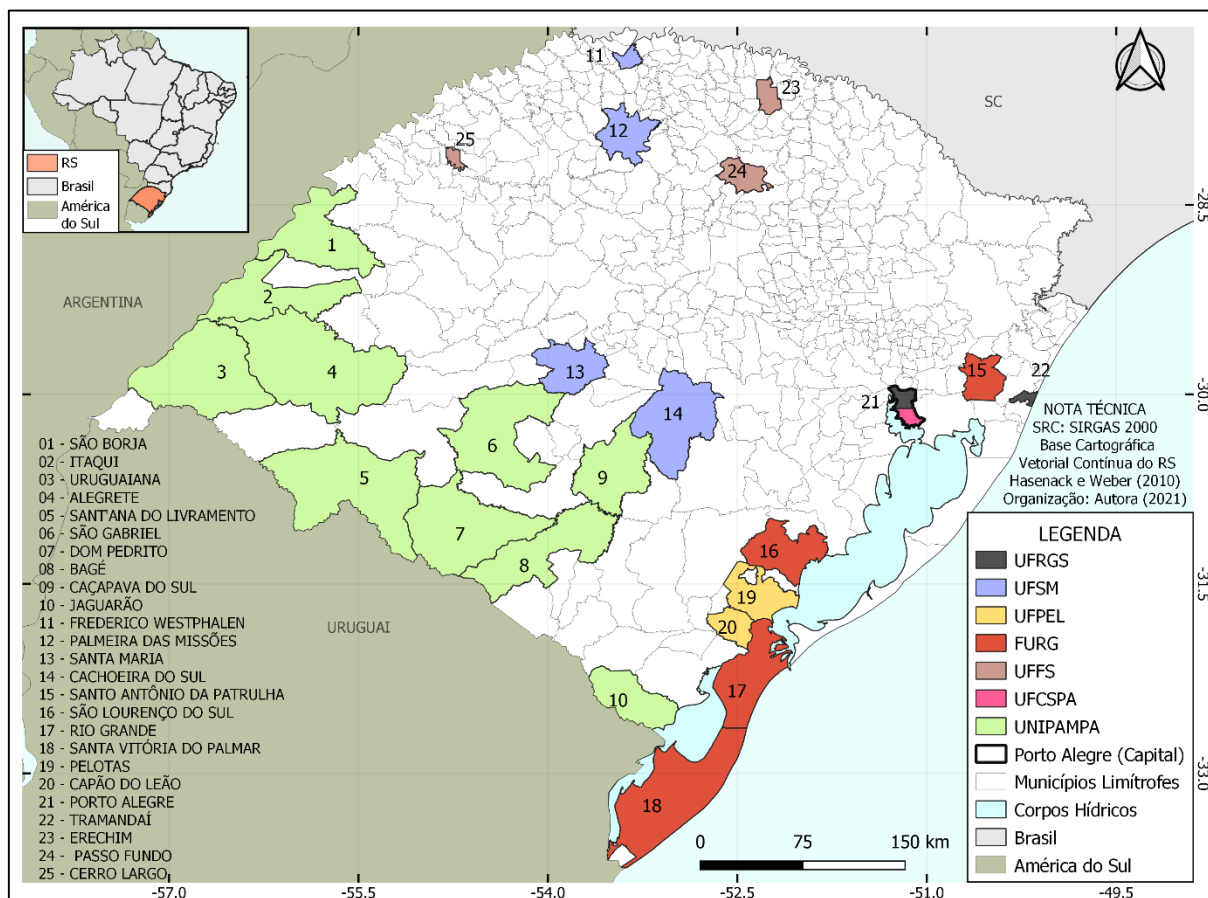 RS
Brasil
América
do Sul
11
23
SC
12
25
24
-28.5
1
ARGENTINA
2
3
4
13
15
22
14
21
-30.0
6
9
5
7
8
16
19
20
-31.5
URUGUAI
10
17
18
-33.0
01 - SÃO BORJA
02 - ITAQUI
03 - URUGUAIANA
04 - ALEGRETE
05 - SANT'ANA DO LIVRAMENTO
06 - SÃO GABRIEL
07 - DOM PEDRITO
08 - BAGÉ
09 - CAÇAPAVA DO SUL
10 - JAGUARÃO
11 - FREDERICO WESTPHALEN
12 - PALMEIRA DAS MISSÕES
13 - SANTA MARIA
14 - CACHOEIRA DO SUL
15 - SANTO ANTÔNIO DA PATRULHA
16 - SÃO LOURENÇO DO SUL
17 - RIO GRANDE
18 - SANTA VITÓRIA DO PALMAR
19 - PELOTAS
20 - CAPÃO DO LEÃO
21 - PORTO ALEGRE
22 - TRAMANDAÍ
23 - ERECHIM
24 - PASSO FUNDO
25 - CERRO LARGO
NOTA TÉCNICA
SRC: SIRGAS 2000
Base Cartográfica
Vetorial Contínua do RS
Hasenack e Weber (2010)
Organização: Autora (2021)
LEGENDA
UFRGS
UFSM
UFPEL
FURG
UFFS
UFCSPA
UNIPAMPA
Porto Alegre (Capital)
Municípios Limítrofes
Corpos Hídricos
Brasil
América do Sul
0 75 150 km
-57.0 -55.5 -54.0 -52.5 -51.0 -49.5